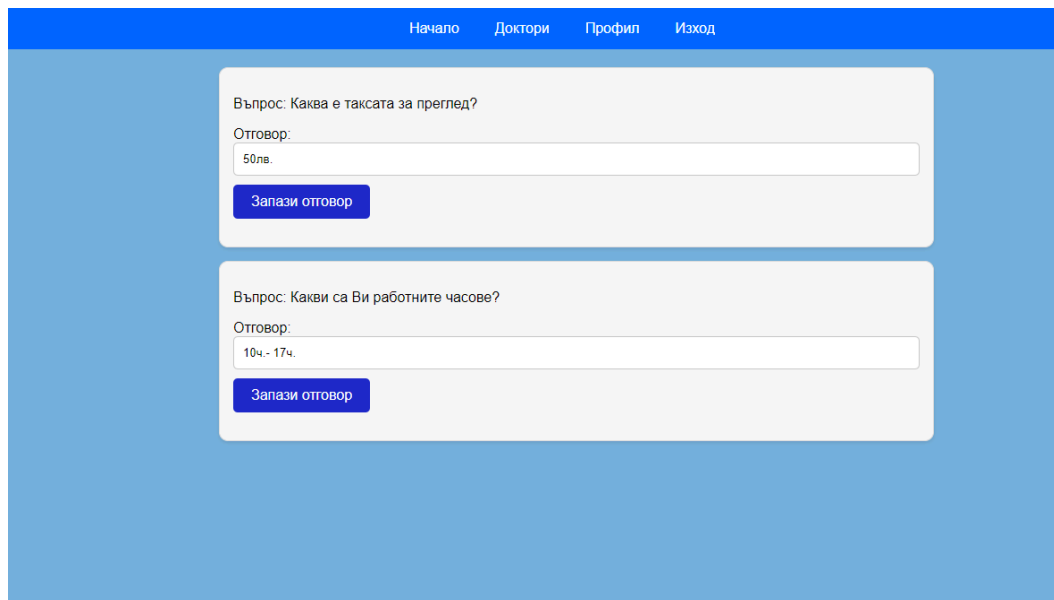 Начало Доктори Профил Изход
Въпрос: Каква е таксата за преглед?
Отговор:
50лв.
Запази отговор
Въпрос: Какви са Ви работните часове?
Отговор:
10ч.- 17ч.
Запази отговор